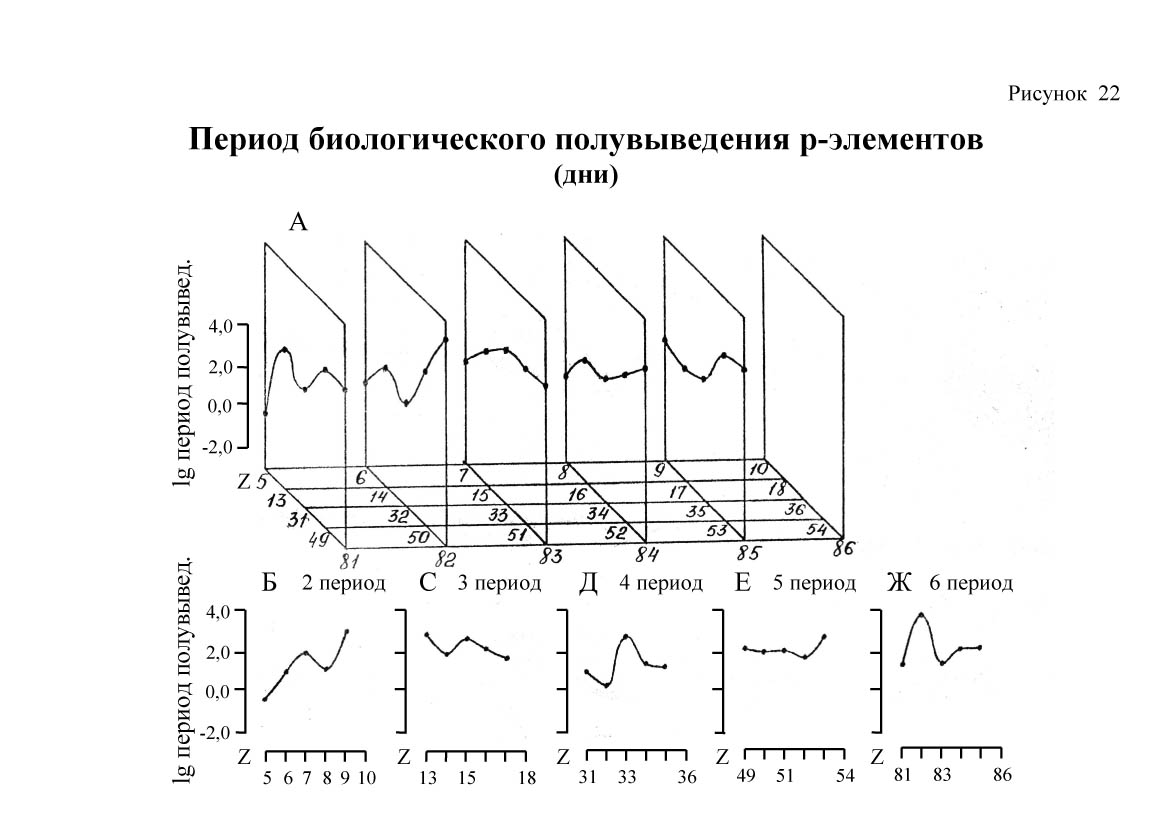 Рисунок 22
Период биологического полувыведения р-элементов
(дни)
А
lg период полувывед.
4,0
2,0
0,0
-2,0
Z 5 6 7 8 9 10
13 14 15 16 17 18
31 32 33 34 35 36
49 50 51 52 53 54
81 82 83 84 85 86
Б 2 период С 3 период Д 4 период Е 5 период Ж 6 период
lg период полувывед.
4,0
2,0
0,0
-2,0
Z Z Z Z Z
5 6 7 8 9 10 13 15 18 31 33 36 49 51 54 81 83 86